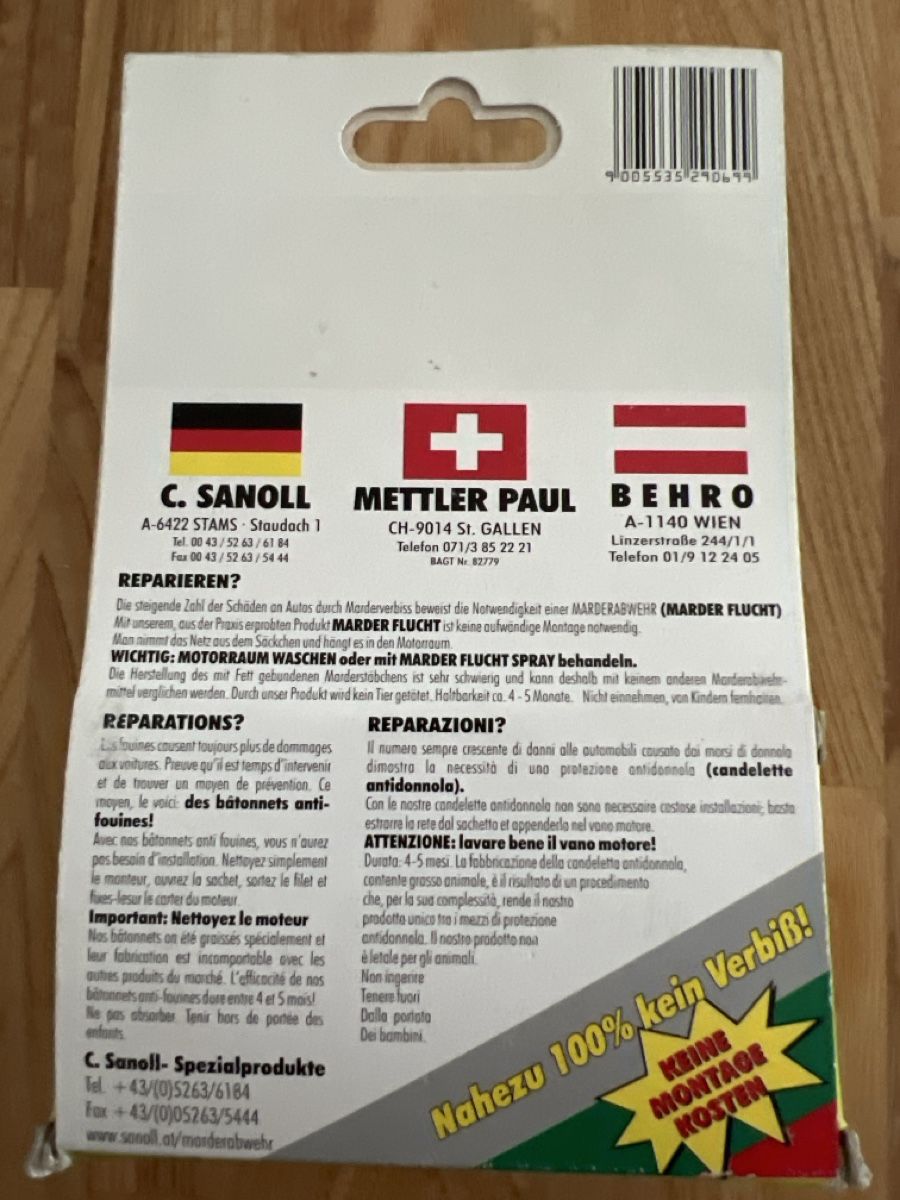 9 005535 290699
C. SANOLL
A-6422 STAMS · Staudach 1
Tel. 00 43 / 52 63 / 61 84
Fax 00 43 / 52 63 / 54 44
METTLER PAUL
CH-9014 St. GALLEN
Telefon 071/3 85 22 21
BAGT Nr. 82779
BEHRO
A-1140 WIEN
Linzerstraße 244/1/1
Telefon 01/9 12 24 05
REPARIEREN?
Die steigende Zahl der Schäden an Autos durch Marderverbiss beweist die Notwendigkeit einer MARDERABWEHR (MARDER FLUCHT)
Mit unserem, aus der Praxis erprobten Produkt MARDER FLUCHT ist keine aufwändige Montage notwendig.
Man nimmt das Netz aus dem Säckchen und hängt es in den Motorraum.
WICHTIG: MOTORRAUM WASCHEN oder mit MARDER FLUCHT SPRAY behandeln.
Die Herstellung des mit Fett gebundenen Marderstäbchens ist sehr schwierig und kann deshalb mit keinem anderen Marderabwehr-
mittel verglichen werden. Durch unser Produkt wird kein Tier getötet. Haltbarkeit ca. 4 - 5 Monate. Nicht einnehmen, von Kindern fernhalten.
REPARATIONS?
Les fouines causent toujours plus de dommages
aux voitures. Preuve qu'il est temps d'intervenir
et de trouver un moyen de prévention. Ce
moyen, le voici: des bâtonnets anti-
fouines!
Avec nos bâtonnets anti fouines, vous n'aurez
pas besoin d'installation. Nettoyez simplement
le monteur, ouvrez la sachet, sortez le filet et
fixes-lesur le carter du moteur.
Important: Nettoyez le moteur
Nos bâtonnets on été graissés spécialement et
leur fabrication est incomportable avec les
autres produits du marché. L'efficacité de nos
bâtonnets anti-fouines dure entre 4 et 5 mois!
Ne pas absorber. Tenir hors de portée des
enfants.
REPARAZIONI?
Il numero sempre crescente di danni alle automobili causato dai morsi di donnola
dimostra la necessità di una protezione antidonnola (candelette
antidonnola).
Con le nostre candelette antidonnola non sono necessarie costose installazioni; basta
estrarre la rete dal sachetto et appenderla nel vano motore.
ATTENZIONE: lavare bene il vano motore!
Durata: 4-5 mesi. La fabbricazione della candeletta antidonnola,
contente grasso animale, è il risultato di un procedimento
che, per la sua complessità, rende il nostro
prodotto unico tra i mezzi di protezione
antidonnola. Il nostro prodotto non
è letale per gli animali.
Non ingerire
Tenere fuori
Dalla portata
Dei bambini.
C. Sanoll- Spezialprodukte
Tel. +43/(0)5263/6184
Fax +43/(0)05263/5444
www.sanoll.at/marderabwehr
Nahezu 100% kein Verbiß!
KEINE
MONTAGE
KOSTEN